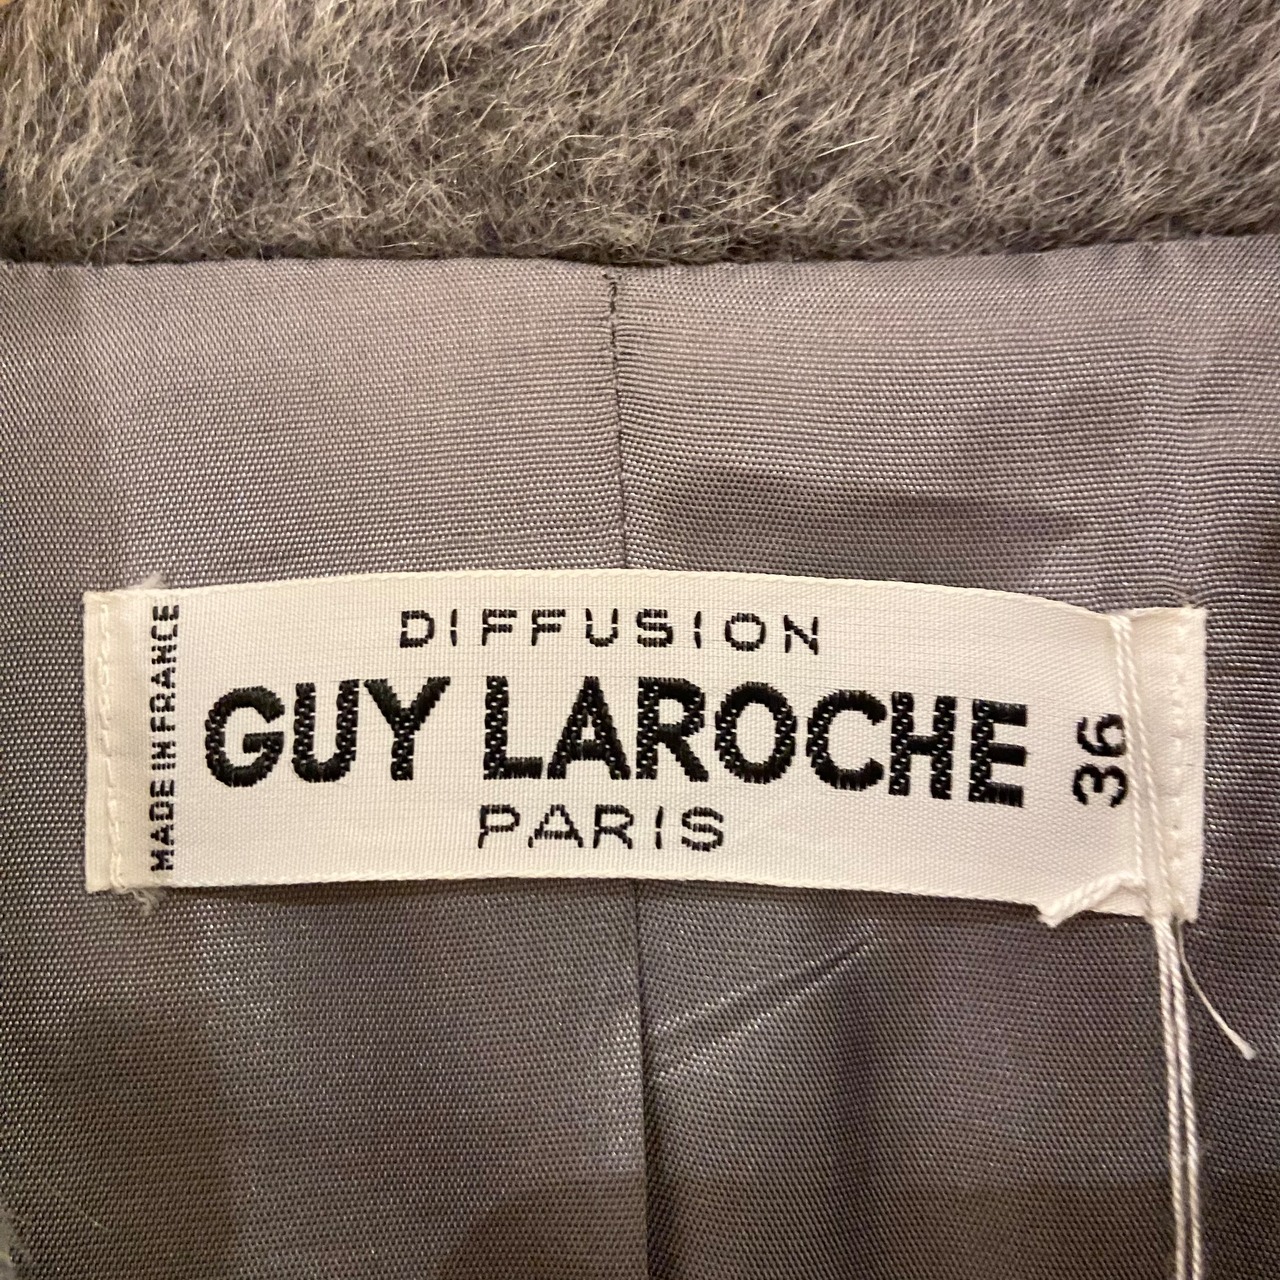 MADE IN FRANCE
DIFFUSION
GUY LAROCHE
PARIS
36